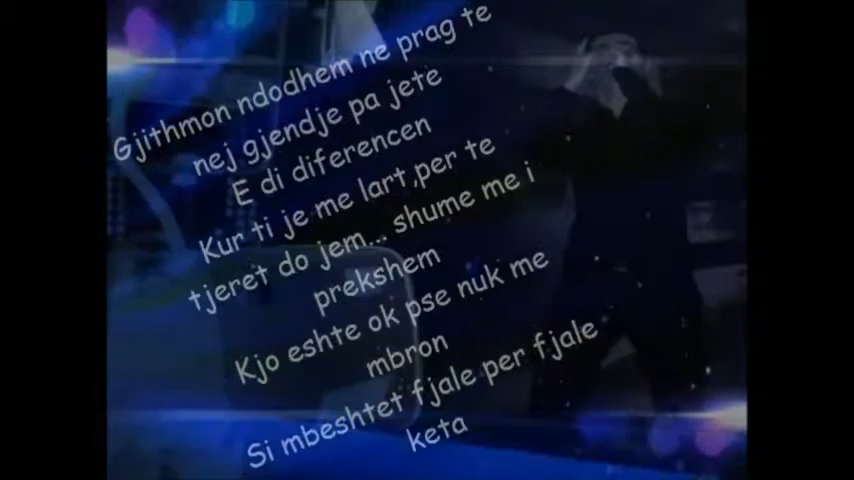 Gjithmon ndodhem ne prag te
nej gjendje pa jete
E di diferencen
Kur ti je me lart,per te
tjeret do jem... shume me i
prekshem
Kjo eshte ok pse nuk me
mbron
Si mbeshtet fjale per fjale
keta